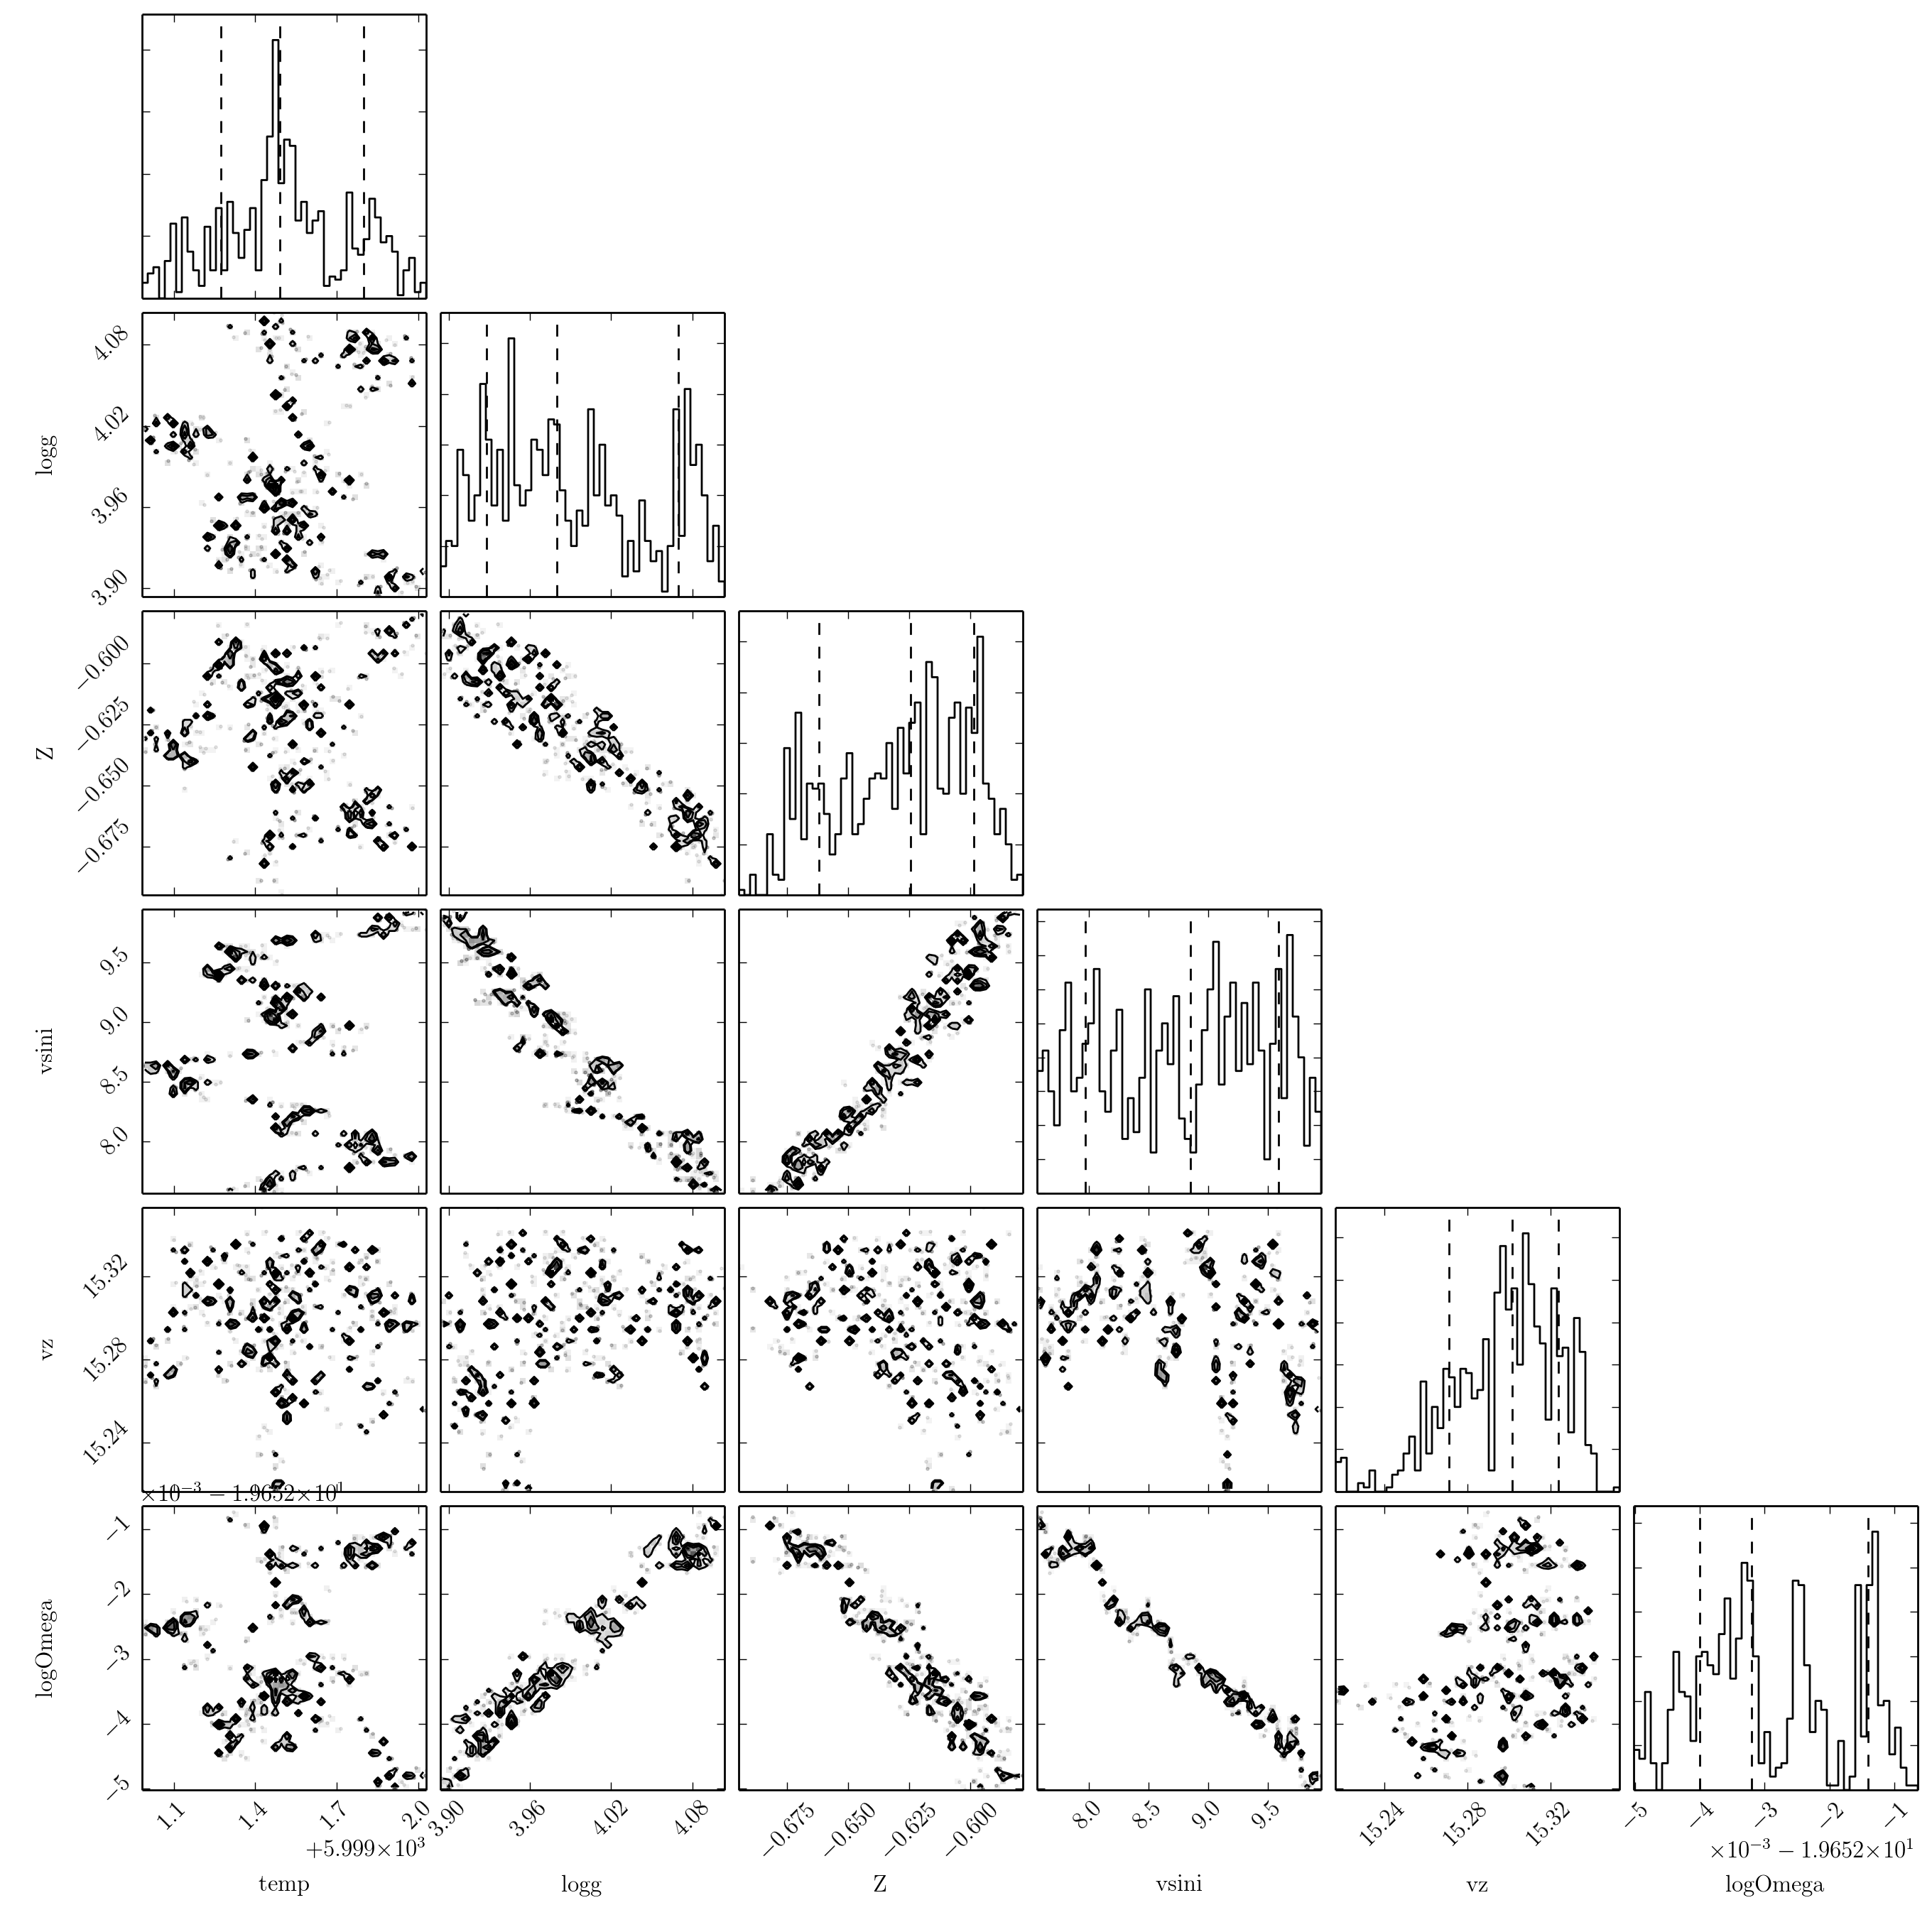 4.08
4.02
3.96
3.90
logg
−0.600
−0.625
−0.650
−0.675
Z
9.5
9.0
8.5
8.0
vsini
15.32
15.28
15.24
vz
×10⁻³ − 1.9652×10¹
−1
−2
−3
−4
−5
logOmega
1.1 1.4 1.7 2.0 3.90 3.96 4.02 4.08 −0.675 −0.650 −0.625 −0.600 8.0 8.5 9.0 9.5 15.24 15.28 15.32 −5 −4 −3 −2 −1
+5.999×10³ ×10⁻³ − 1.9652×10¹
temp logg Z vsini vz logOmega